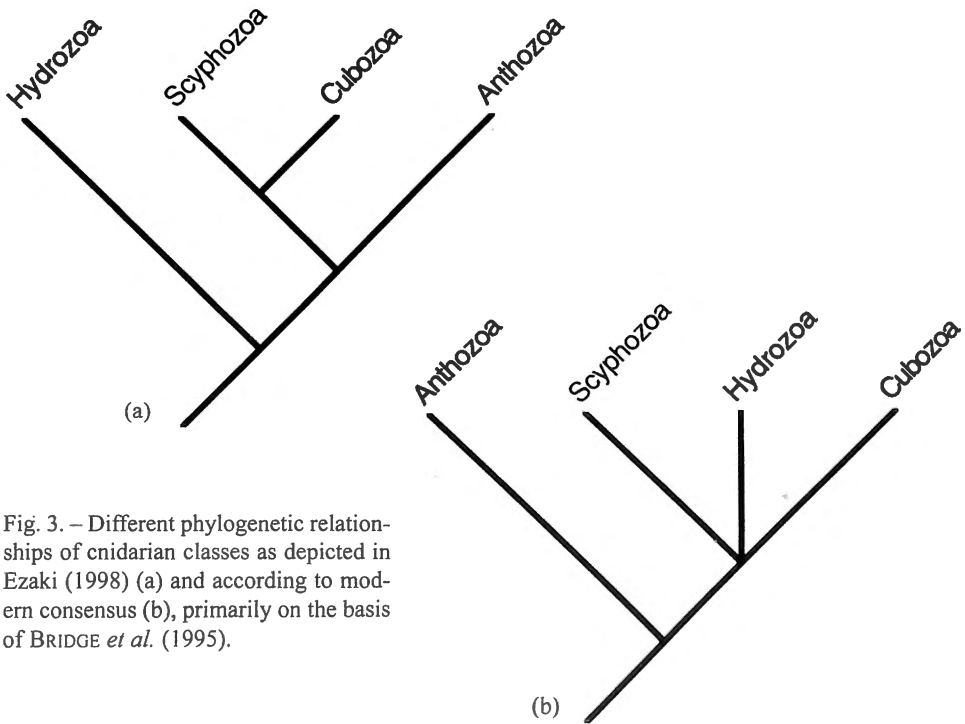 Hydrozoa
Scyphozoa
Cubozoa
Anthozoa
(a)
Anthozoa
Scyphozoa
Hydrozoa
Cubozoa
(b)
Fig. 3. – Different phylogenetic relation-
ships of cnidarian classes as depicted in
Ezaki (1998) (a) and according to mod-
ern consensus (b), primarily on the basis
of BRIDGE et al. (1995).